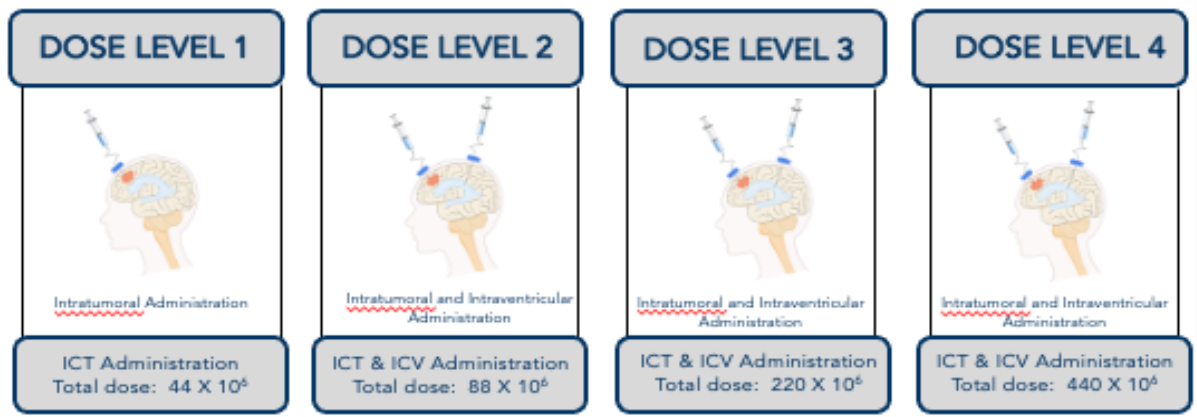 DOSE LEVEL 1
Intratumoral Administration
ICT Administration
Total dose: 44 X 10⁶
DOSE LEVEL 2
Intratumoral and Intraventricular
Administration
ICT & ICV Administration
Total dose: 88 X 10⁶
DOSE LEVEL 3
Intratumoral and Intraventricular
Administration
ICT & ICV Administration
Total dose: 220 X 10⁶
DOSE LEVEL 4
Intratumoral and Intraventricular
Administration
ICT & ICV Administration
Total dose: 440 X 10⁶